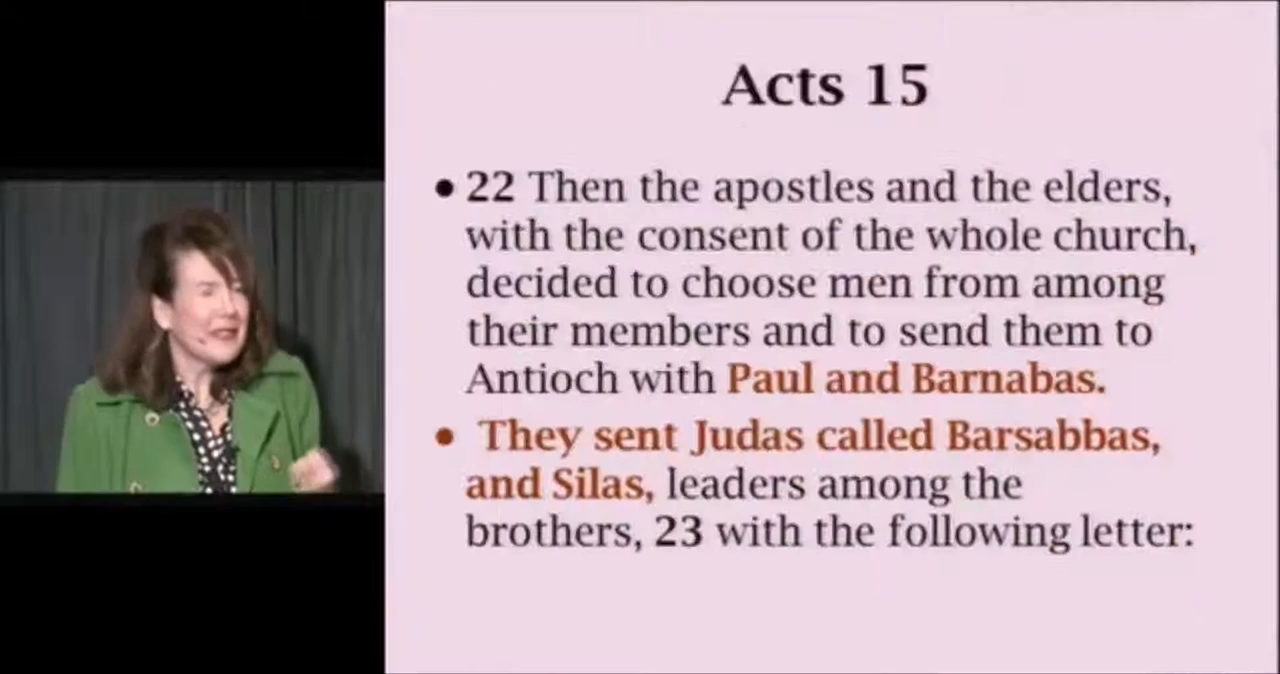 Acts 15
• 22 Then the apostles and the elders,
with the consent of the whole church,
decided to choose men from among
their members and to send them to
Antioch with Paul and Barnabas.
• They sent Judas called Barsabbas,
and Silas, leaders among the
brothers, 23 with the following letter: